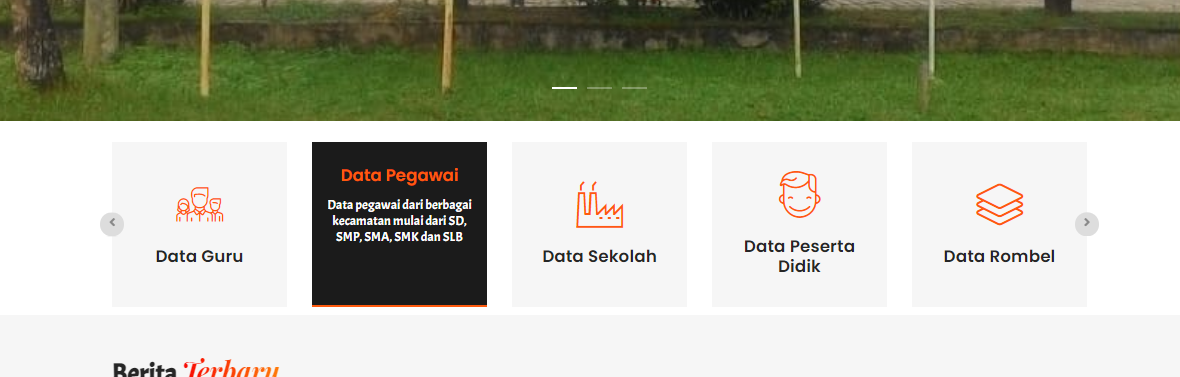 Data Guru
Data Pegawai
Data pegawai dari berbagai
kecamatan mulai dari SD,
SMP, SMA, SMK dan SLB
Data Sekolah
Data Peserta
Didik
Data Rombel
Berita Terbaru